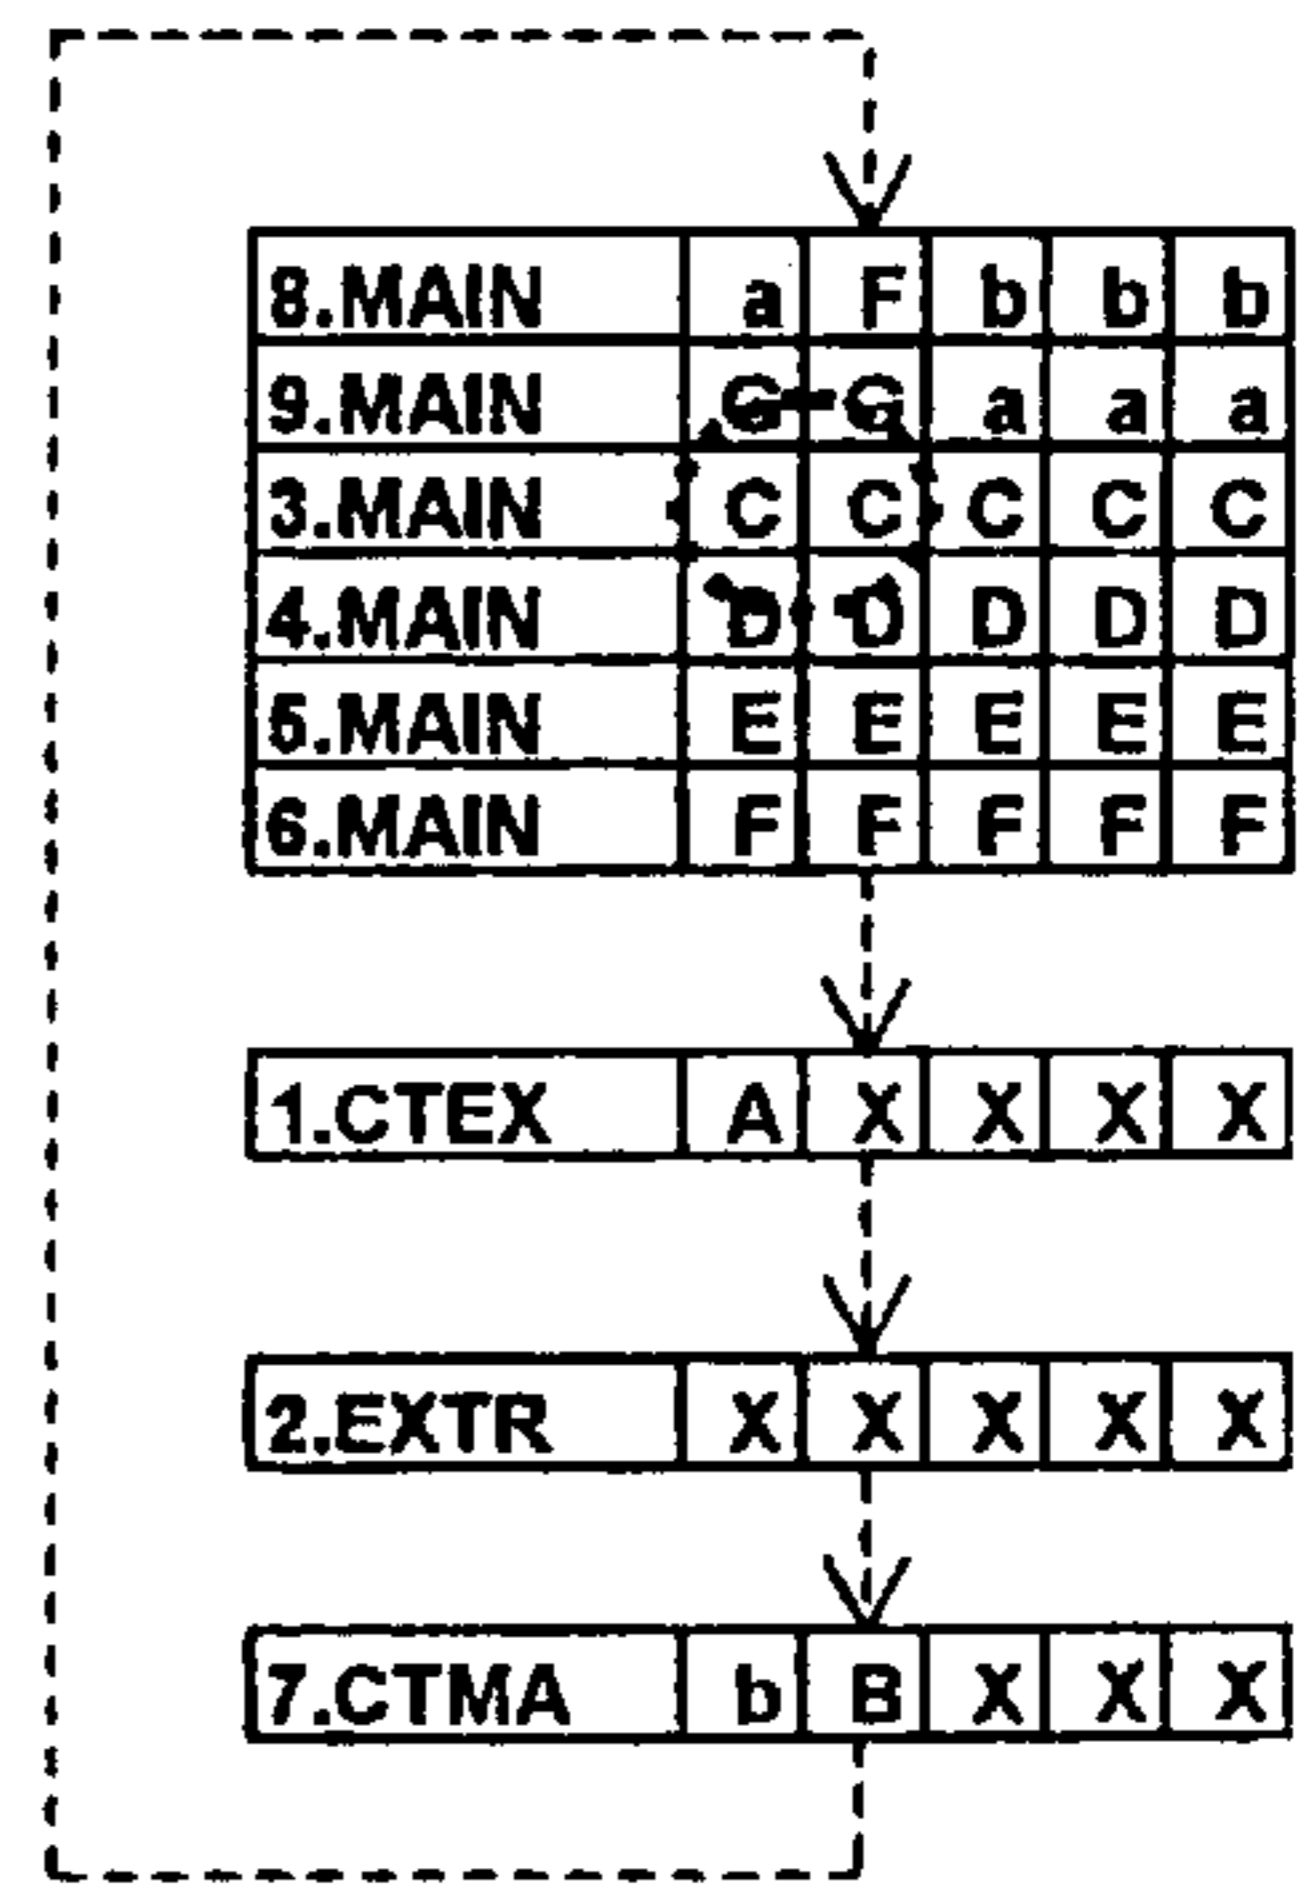 8.MAIN a F b b b
9.MAIN G G a a a
3.MAIN C C C C C
4.MAIN D D D D D
5.MAIN E E E E E
6.MAIN F F F F F
1.CTEX A X X X X
2.EXTR X X X X X
7.CTMA b B X X X